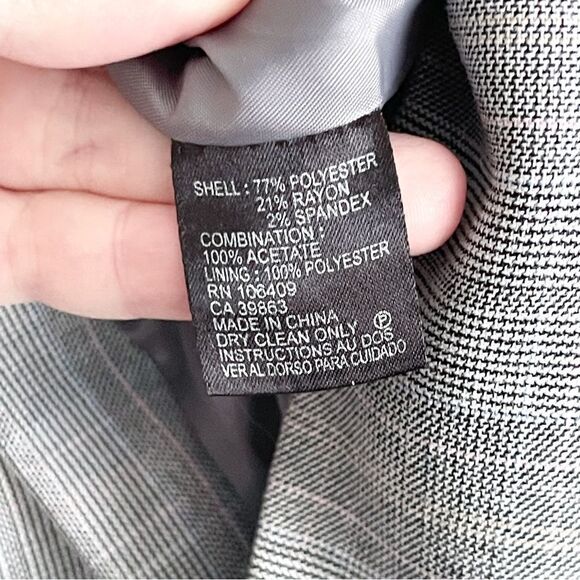 SHELL : 77% POLYESTER
21% RAYON
2% SPANDEX
COMBINATION :
100% ACETATE
LINING : 100% POLYESTER
RN 106409
CA 39863
MADE IN CHINA
DRY CLEAN ONLY Ⓟ
INSTRUCTIONS AU DOS
VER AL DORSO PARA CUIDADO